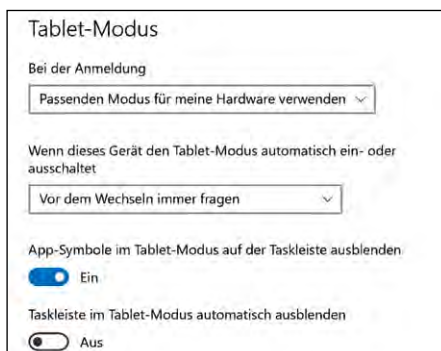 Tablet-Modus
Bei der Anmeldung
Passenden Modus für meine Hardware verwenden
Wenn dieses Gerät den Tablet-Modus automatisch ein- oder
ausschaltet
Vor dem Wechseln immer fragen
App-Symbole im Tablet-Modus auf der Taskleiste ausblenden
Ein
Taskleiste im Tablet-Modus automatisch ausblenden
Aus